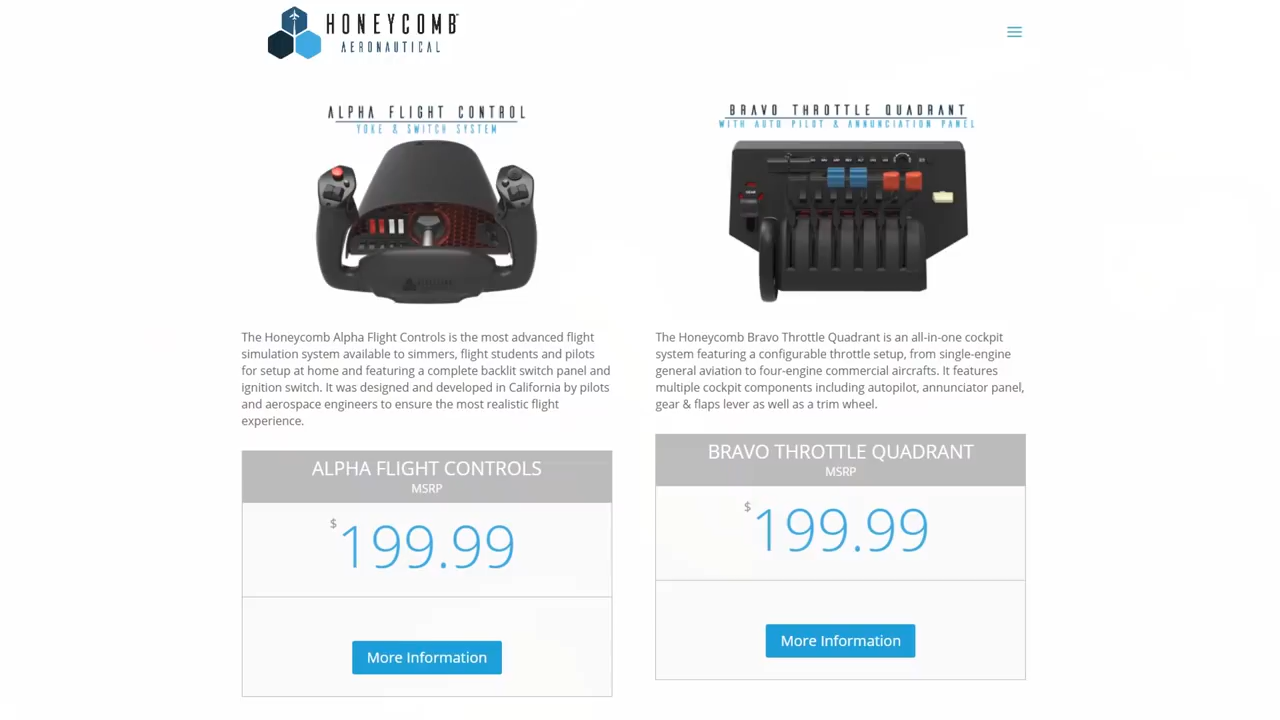 HONEYCOMB
AERONAUTICAL
ALPHA FLIGHT CONTROL
YOKE & SWITCH SYSTEM
The Honeycomb Alpha Flight Controls is the most advanced flight
simulation system available to simmers, flight students and pilots
for setup at home and featuring a complete backlit switch panel and
ignition switch. It was designed and developed in California by pilots
and aerospace engineers to ensure the most realistic flight
experience.
ALPHA FLIGHT CONTROLS
MSRP
$199.99
More Information
BRAVO THROTTLE QUADRANT
WITH AUTO PILOT & ANNUNCIATION PANEL
The Honeycomb Bravo Throttle Quadrant is an all-in-one cockpit
system featuring a configurable throttle setup, from single-engine
general aviation to four-engine commercial aircrafts. It features
multiple cockpit components including autopilot, annunciator panel,
gear & flaps lever as well as a trim wheel.
BRAVO THROTTLE QUADRANT
MSRP
$199.99
More Information